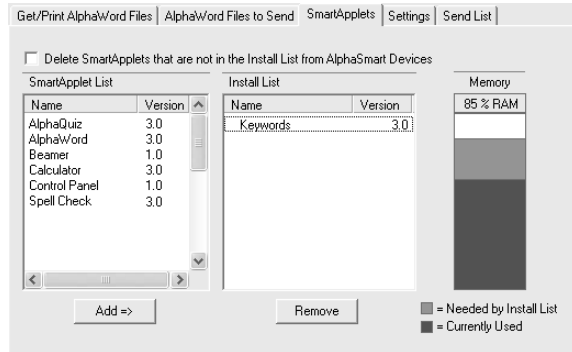 Get/Print AlphaWord Files AlphaWord Files to Send SmartApplets Settings Send List
Delete SmartApplets that are not in the Install List from AlphaSmart Devices
SmartApplet List Install List Memory
Name Version Name Version 85 % RAM
AlphaQuiz 3.0 Keywords 3.0
AlphaWord 3.0
Beamer 1.0
Calculator 3.0
Control Panel 1.0
Spell Check 3.0
Add => Remove = Needed by Install List
= Currently Used